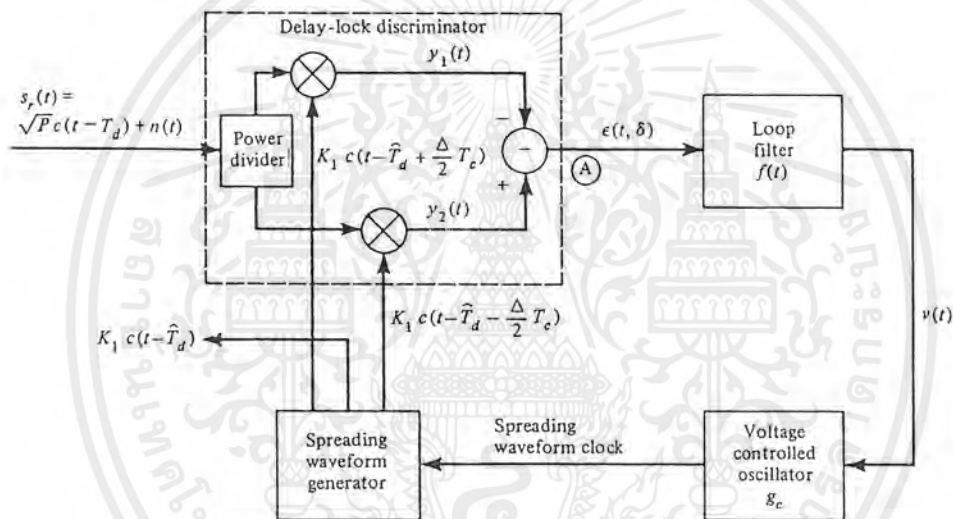 Delay-lock discriminator
y₁(t)
s_r(t) =
√P c(t − T_d) + n(t)
Power
divider
K₁ c(t−T̂_d + Δ/2 T_c)
−
−
+
ϵ(t, δ)
A
Loop
filter
f(t)
y₂(t)
K₁ c(t−T̂_d − Δ/2 T_c)
K₁ c(t−T̂_d)
ν(t)
Spreading
waveform
generator
Spreading
waveform clock
Voltage
controlled
oscillator
g_c